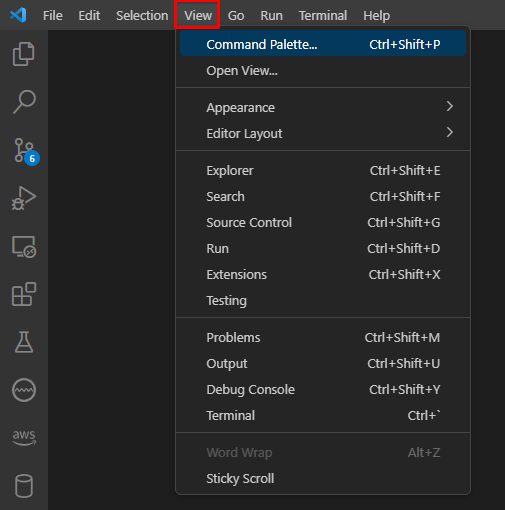 File Edit Selection View Go Run Terminal Help
Command Palette... Ctrl+Shift+P
Open View...
Appearance
Editor Layout
Explorer Ctrl+Shift+E
Search Ctrl+Shift+F
Source Control Ctrl+Shift+G
Run Ctrl+Shift+D
Extensions Ctrl+Shift+X
Testing
Problems Ctrl+Shift+M
Output Ctrl+Shift+U
Debug Console Ctrl+Shift+Y
Terminal Ctrl+`
Word Wrap Alt+Z
Sticky Scroll
6
aws